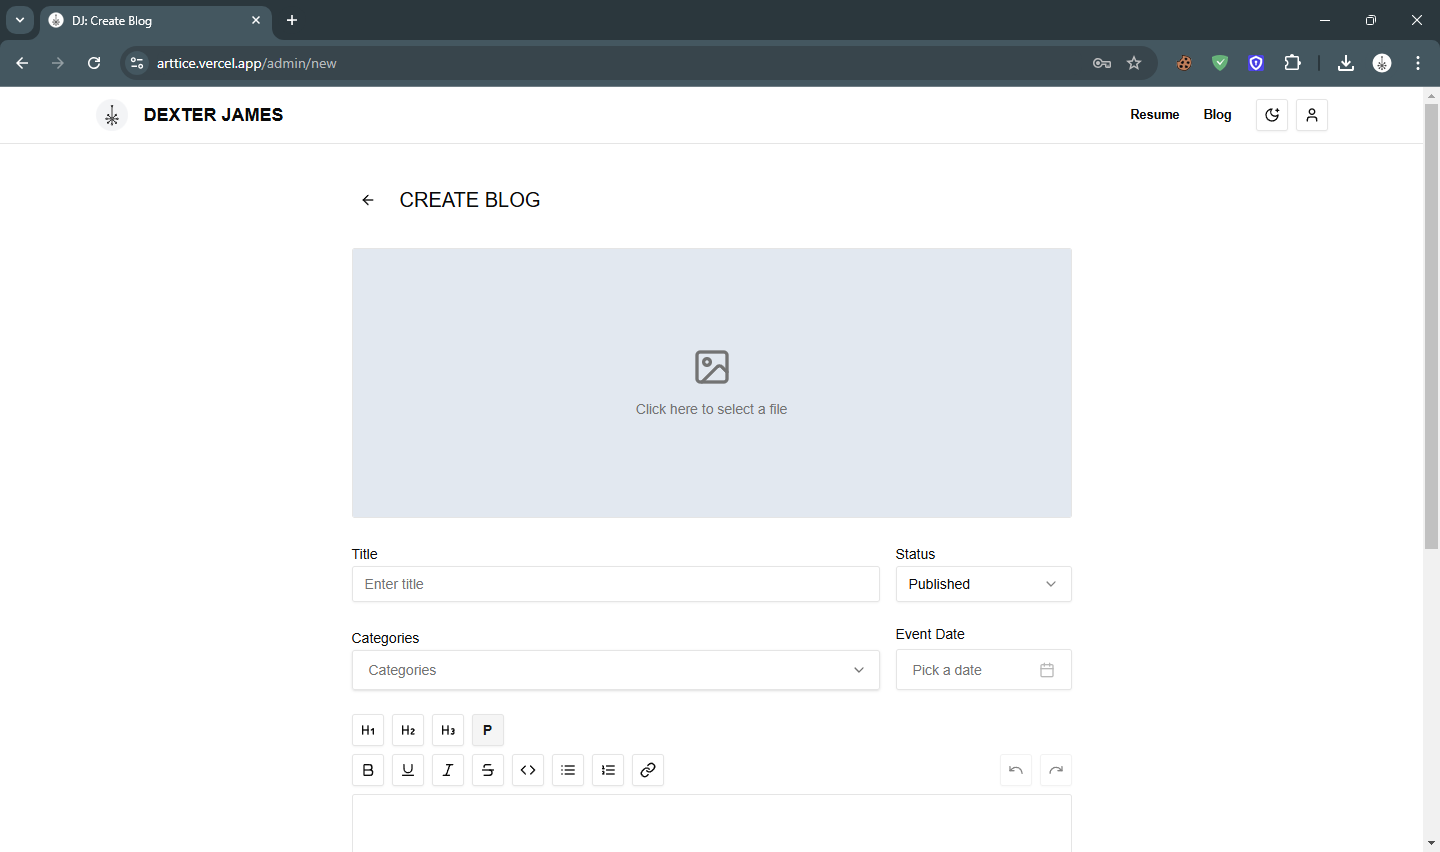 DJ: Create Blog
arttice.vercel.app/admin/new
DEXTER JAMES
Resume
Blog
CREATE BLOG
Click here to select a file
Title
Status
Enter title
Published
Categories
Event Date
Categories
Pick a date
H1 H2 H3 P
B U I S